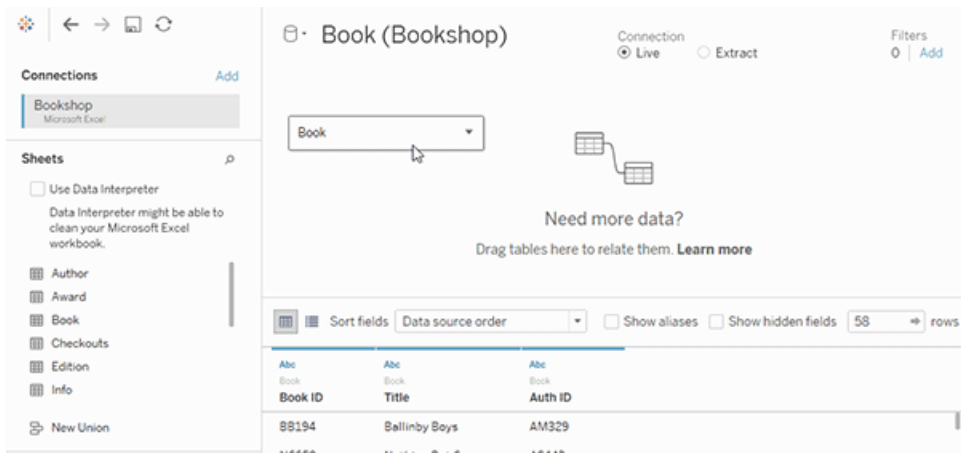 Connections Add
Bookshop
Microsoft Excel
Sheets
Use Data Interpreter
Data Interpreter might be able to
clean your Microsoft Excel
workbook.
Author
Award
Book
Checkouts
Edition
Info
New Union
Book (Bookshop)
Connection
Live Extract
Filters
0 Add
Book
Need more data?
Drag tables here to relate them. Learn more
Sort fields Data source order Show aliases Show hidden fields 58 rows
Abc Abc Abc
Book Book Book
Book ID Title Auth ID
BB194 Ballinby Boys AM329